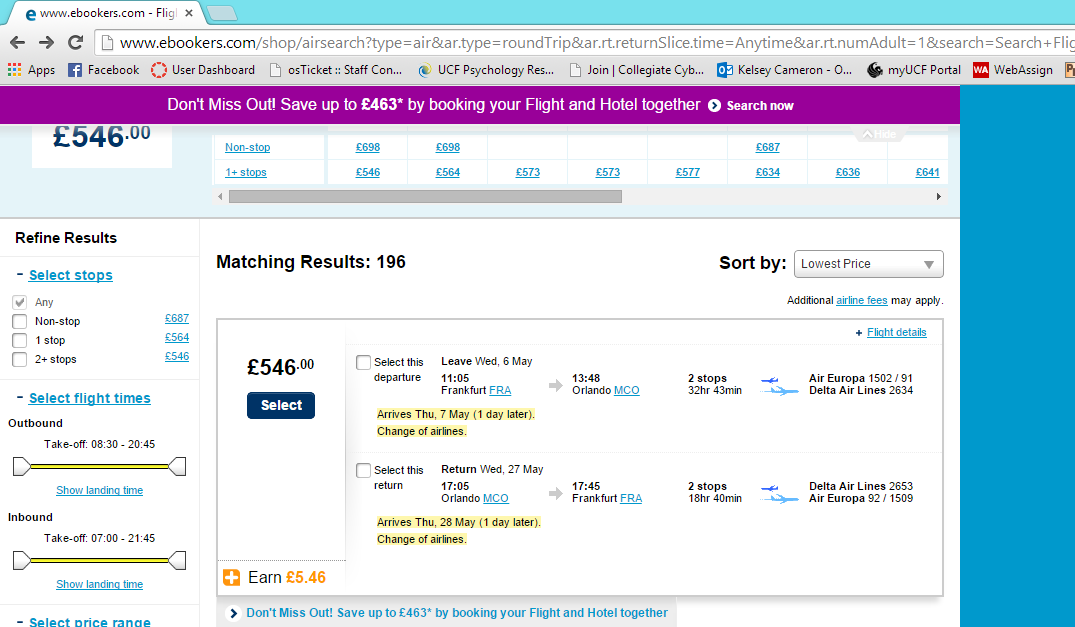 www.ebookers.com - Fligl
www.ebookers.com/shop/airsearch?type=air&ar.type=roundTrip&ar.rt.returnSlice.time=Anytime&ar.rt.numAdult=1&search=Search+Flig
Apps Facebook User Dashboard osTicket :: Staff Con... UCF Psychology Res... Join | Collegiate Cyb... Kelsey Cameron - O... myUCF Portal WA WebAssign
Don't Miss Out! Save up to £463* by booking your Flight and Hotel together Search now
Hide
£546.00
Non-stop £698 £698 £687
1+ stops £546 £564 £573 £573 £577 £634 £636 £641
Refine Results
- Select stops
Any
Non-stop £687
1 stop £564
2+ stops £546
- Select flight times
Outbound
Take-off: 08:30 - 20:45
Show landing time
Inbound
Take-off: 07:00 - 21:45
Show landing time
- Select price range
Matching Results: 196
Sort by: Lowest Price
Additional airline fees may apply.
+ Flight details
£546.00
Select
Select this departure
Leave Wed, 6 May
11:05 13:48 2 stops Air Europa 1502 / 91
Frankfurt FRA Orlando MCO 32hr 43min Delta Air Lines 2634
Arrives Thu, 7 May (1 day later).
Change of airlines.
Select this return
Return Wed, 27 May
17:05 17:45 2 stops Delta Air Lines 2653
Orlando MCO Frankfurt FRA 18hr 40min Air Europa 92 / 1509
Arrives Thu, 28 May (1 day later).
Change of airlines.
Earn £5.46
Don't Miss Out! Save up to £463* by booking your Flight and Hotel together